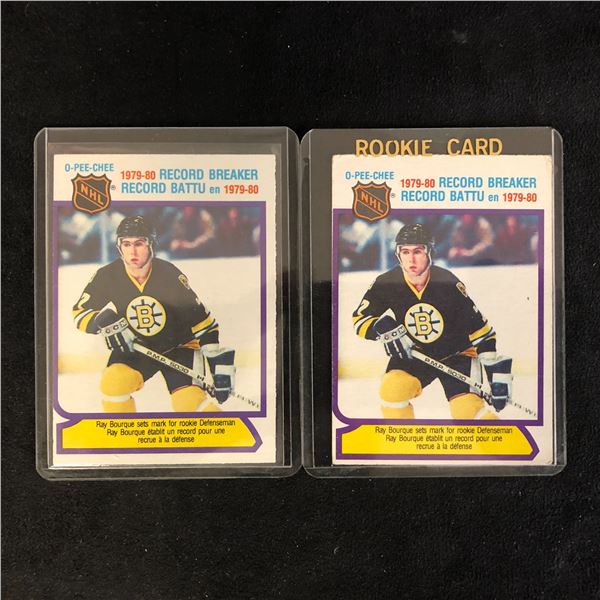 O-PEE-CHEE
1979-80 RECORD BREAKER
RECORD BATTU en 1979-80
NHL
®
7
B
Ray Bourque sets mark for rookie Defenseman
Ray Bourque établit un record pour une
recrue à la défense
ROOKIE CARD
O-PEE-CHEE
1979-80 RECORD BREAKER
RECORD BATTU en 1979-80
NHL
®
7
B
Ray Bourque sets mark for rookie Defenseman
Ray Bourque établit un record pour une
recrue à la défense